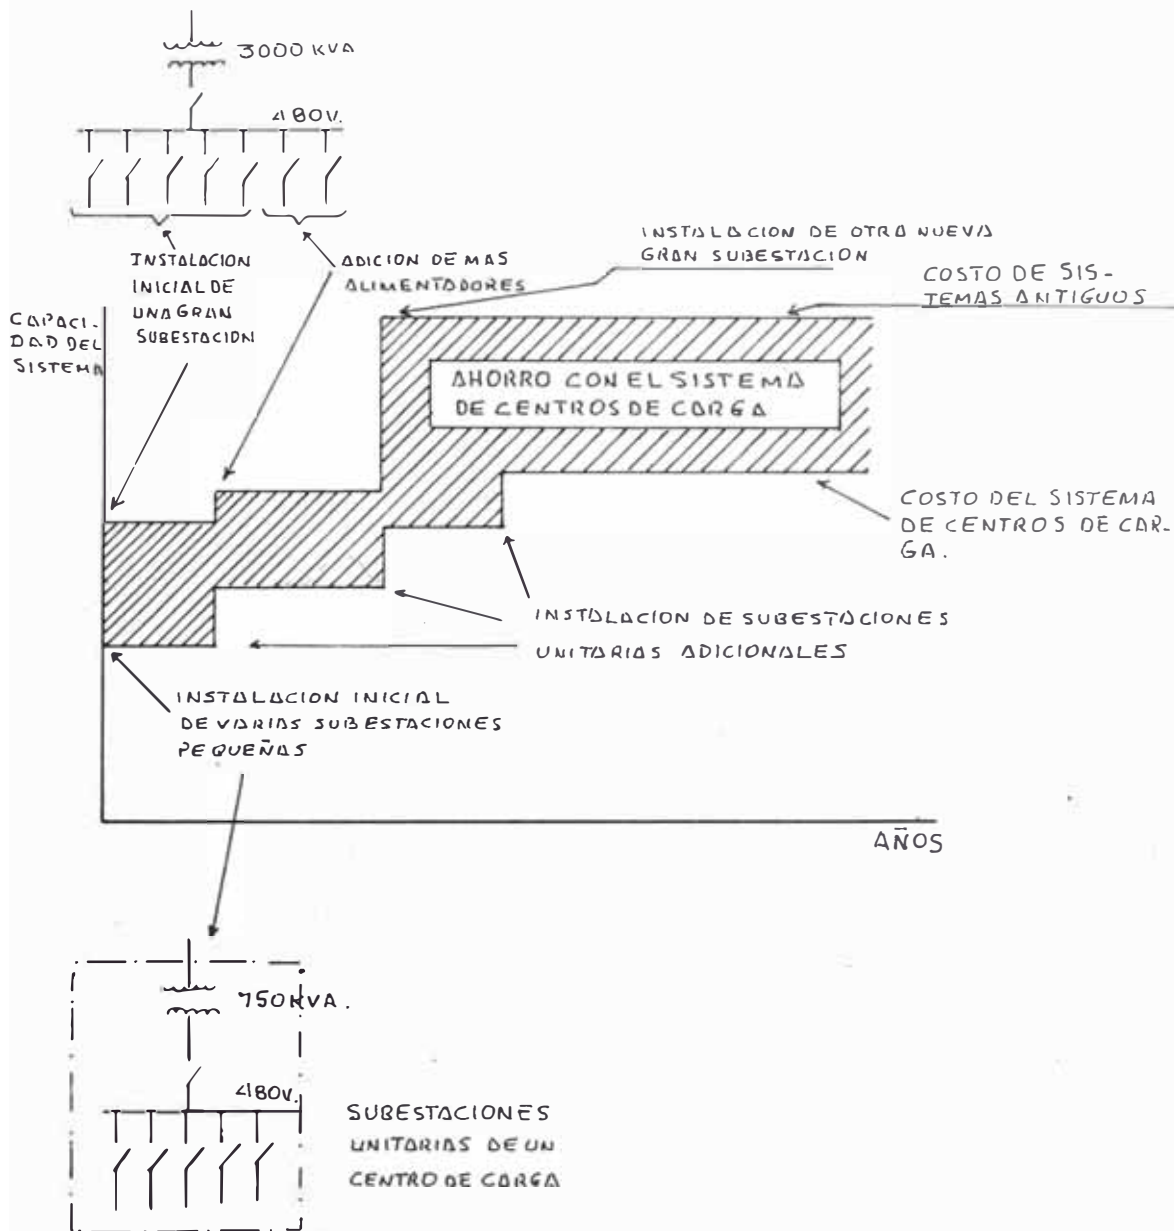 3000 KVA
480V.
INSTALACION
INICIAL DE
UNA GRAN
SUBESTACION
ADICION DE MAS
ALIMENTADORES
INSTALACION DE OTRA NUEVA
GRAN SUBESTACION
COSTO DE SIS-
TEMAS ANTIGUOS
CAPACI-
DAD DEL
SISTEMA
AHORRO CON EL SISTEMA
DE CENTROS DE CARGA
COSTO DEL SISTEMA
DE CENTROS DE CAR-
GA.
INSTALACION DE SUBESTACIONES
UNITARIAS ADICIONALES
INSTALACION INICIAL
DE VARIAS SUBESTACIONES
PEQUEÑAS
AÑOS
750 KVA.
480V.
SUBESTACIONES
UNITARIAS DE UN
CENTRO DE CARGA